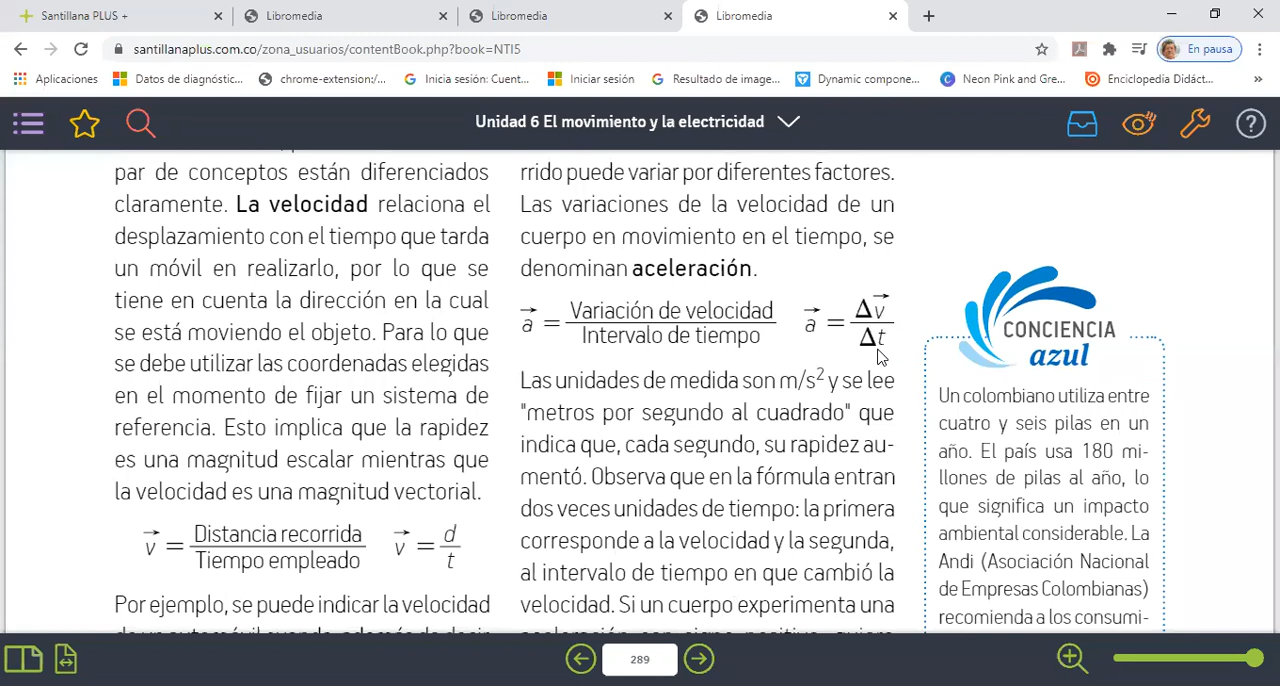 Santillana PLUS +
Libromedia
Libromedia
Libromedia
santillanaplus.com.co/zona_usuarios/contentBook.php?book=NTI5
En pausa
Aplicaciones
Datos de diagnóstic...
chrome-extension/...
Inicia sesión: Cuent...
Iniciar sesión
Resultado de image...
Dynamic compone...
Neon Pink and Gre...
Enciclopedia Didáct...
»
Unidad 6 El movimiento y la electricidad
par de conceptos están diferenciados
claramente. La velocidad relaciona el
desplazamiento con el tiempo que tarda
un móvil en realizarlo, por lo que se
tiene en cuenta la dirección en la cual
se está moviendo el objeto. Para lo que
se debe utilizar las coordenadas elegidas
en el momento de fijar un sistema de
referencia. Esto implica que la rapidez
es una magnitud escalar mientras que
la velocidad es una magnitud vectorial.
v⃗ = Distancia recorrida / Tiempo empleado v⃗ = d / t
Por ejemplo, se puede indicar la velocidad
rrido puede variar por diferentes factores.
Las variaciones de la velocidad de un
cuerpo en movimiento en el tiempo, se
denominan aceleración.
a⃗ = Variación de velocidad / Intervalo de tiempo a⃗ = Δv⃗ / Δt
Las unidades de medida son m/s² y se lee
"metros por segundo al cuadrado" que
indica que, cada segundo, su rapidez au-
mentó. Observa que en la fórmula entran
dos veces unidades de tiempo: la primera
corresponde a la velocidad y la segunda,
al intervalo de tiempo en que cambió la
velocidad. Si un cuerpo experimenta una
CONCIENCIA
azul
Un colombiano utiliza entre
cuatro y seis pilas en un
año. El país usa 180 mi-
llones de pilas al año, lo
que significa un impacto
ambiental considerable. La
Andi (Asociación Nacional
de Empresas Colombianas)
recomienda a los consumi-
289